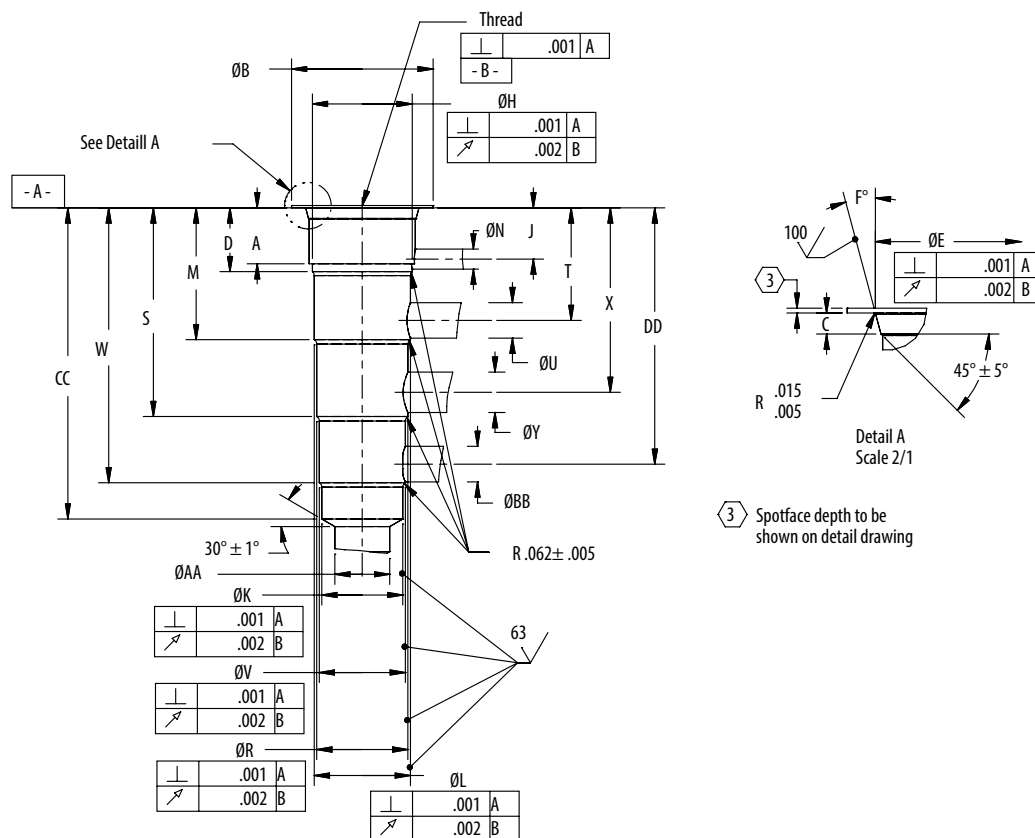 Thread
⊥ .001 A
- B -
ØB
ØH
⊥ .001 A
↗ .002 B
See Detaill A
- A -
D
A
M
S
W
CC
ØN
J
T
X
DD
ØU
ØY
ØBB
30° ± 1°
R .062± .005
ØAA
ØK
⊥ .001 A
↗ .002 B
63
ØV
⊥ .001 A
↗ .002 B
ØR
⊥ .001 A
↗ .002 B
ØL
⊥ .001 A
↗ .002 B
F°
100
ØE
⊥ .001 A
↗ .002 B
3
C
45° ± 5°
R .015
.005
Detail A
Scale 2/1
3 Spotface depth to be
shown on detail drawing